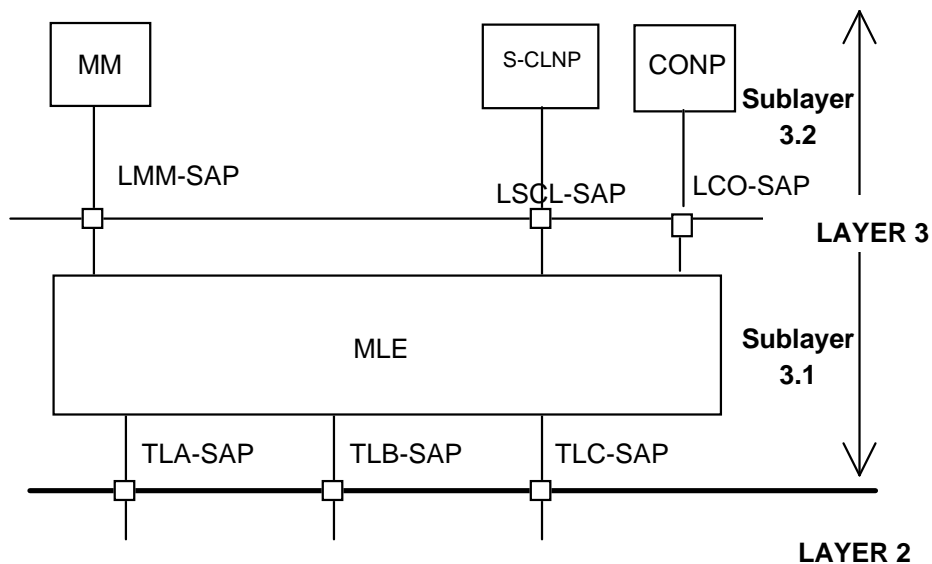 MM
S-CLNP
CONP
Sublayer
3.2
LMM-SAP
LSCL-SAP
LCO-SAP
LAYER 3
MLE
Sublayer
3.1
TLA-SAP
TLB-SAP
TLC-SAP
LAYER 2